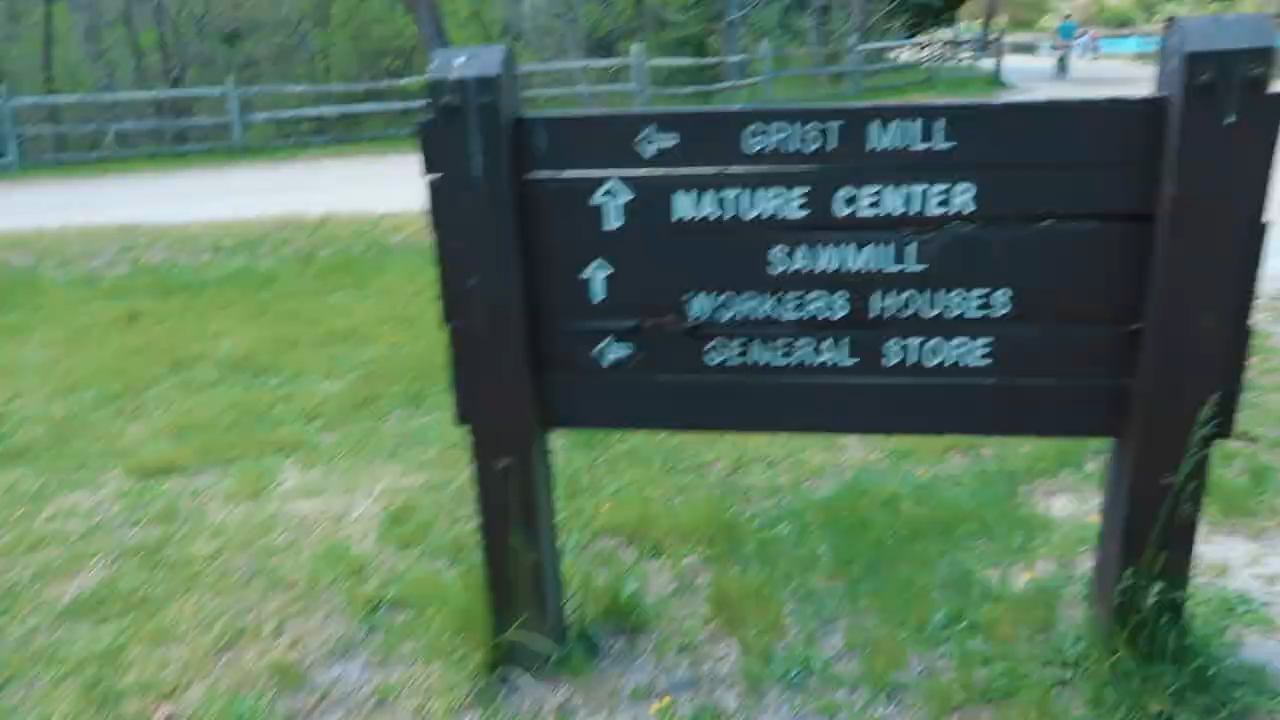 GRIST MILL
NATURE CENTER
SAWMILL
WORKERS HOUSES
GENERAL STORE